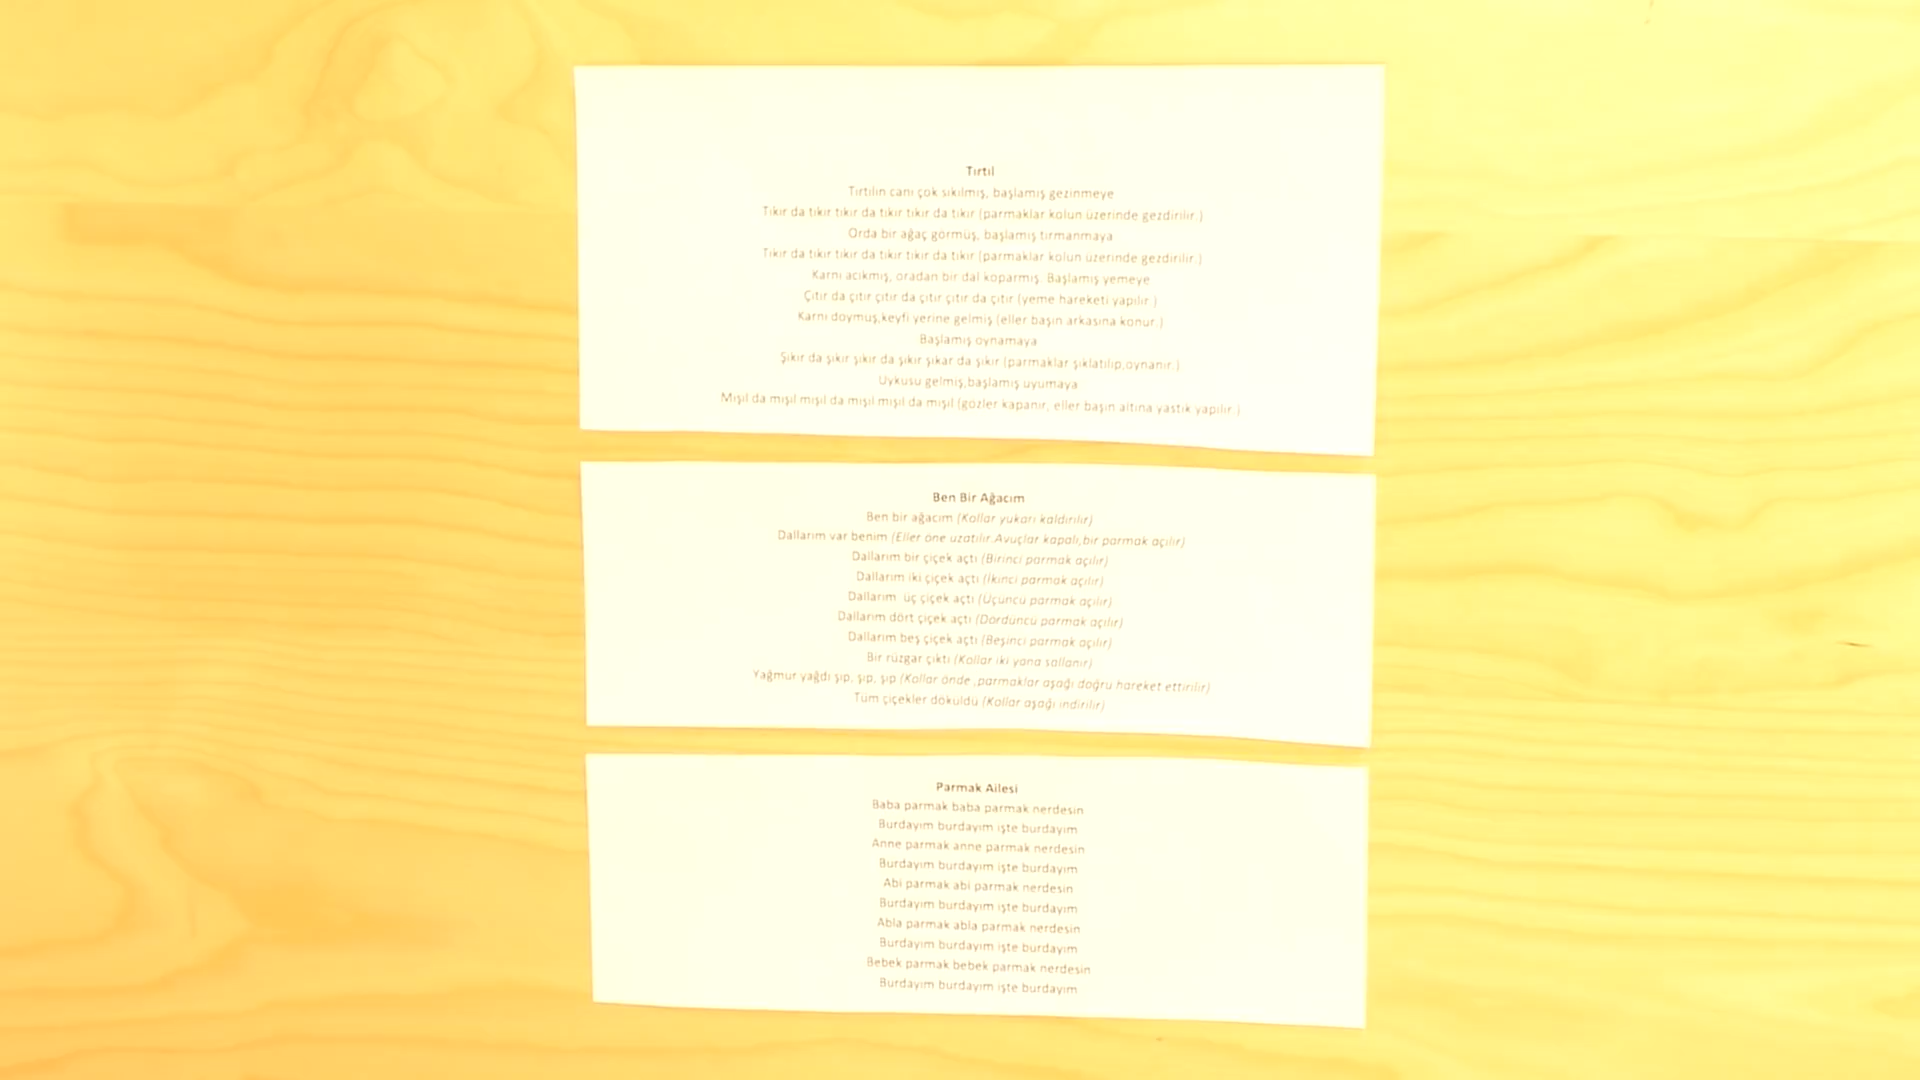 Tırtıl
Tırtılın canı çok sıkılmış, başlamış gezinmeye
Tıkır da tıkır tıkır da tıkır tıkır da tıkır (parmaklar kolun üzerinde gezdirilir.)
Orda bir ağaç görmüş, başlamış tırmanmaya
Tıkır da tıkır tıkır da tıkır tıkır da tıkır (parmaklar kolun üzerinde gezdirilir.)
Karnı acıkmış, oradan bir dal koparmış. Başlamış yemeye
Çıtır da çıtır çıtır da çıtır çıtır da çıtır (yeme hareketi yapılır.)
Karnı doymuş,keyfi yerine gelmiş (eller başın arkasına konur.)
Başlamış oynamaya
Şıkır da şıkır şıkır da şıkır şıkar da şıkır (parmaklar şıklatılıp,oynanır.)
Uykusu gelmiş,başlamış uyumaya
Mışıl da mışıl mışıl da mışıl mışıl da mışıl (gözler kapanır, eller başın altına yastık yapılır.)
Ben Bir Ağacım
Ben bir ağacım (Kollar yukarı kaldırılır)
Dallarım var benim (Eller öne uzatılır.Avuçlar kapalı,bir parmak açılır)
Dallarım bir çiçek açtı (Birinci parmak açılır)
Dallarım iki çiçek açtı (İkinci parmak açılır)
Dallarım üç çiçek açtı (Üçüncü parmak açılır)
Dallarım dört çiçek açtı (Dördüncü parmak açılır)
Dallarım beş çiçek açtı (Beşinci parmak açılır)
Bir rüzgar çıktı (Kollar iki yana sallanır)
Yağmur yağdı şıp, şıp, şıp (Kollar önde ,parmaklar aşağı doğru hareket ettirilir)
Tüm çiçekler döküldü (Kollar aşağı indirilir)
Parmak Ailesi
Baba parmak baba parmak nerdesin
Burdayım burdayım işte burdayım
Anne parmak anne parmak nerdesin
Burdayım burdayım işte burdayım
Abi parmak abi parmak nerdesin
Burdayım burdayım işte burdayım
Abla parmak abla parmak nerdesin
Burdayım burdayım işte burdayım
Bebek parmak bebek parmak nerdesin
Burdayım burdayım işte burdayım